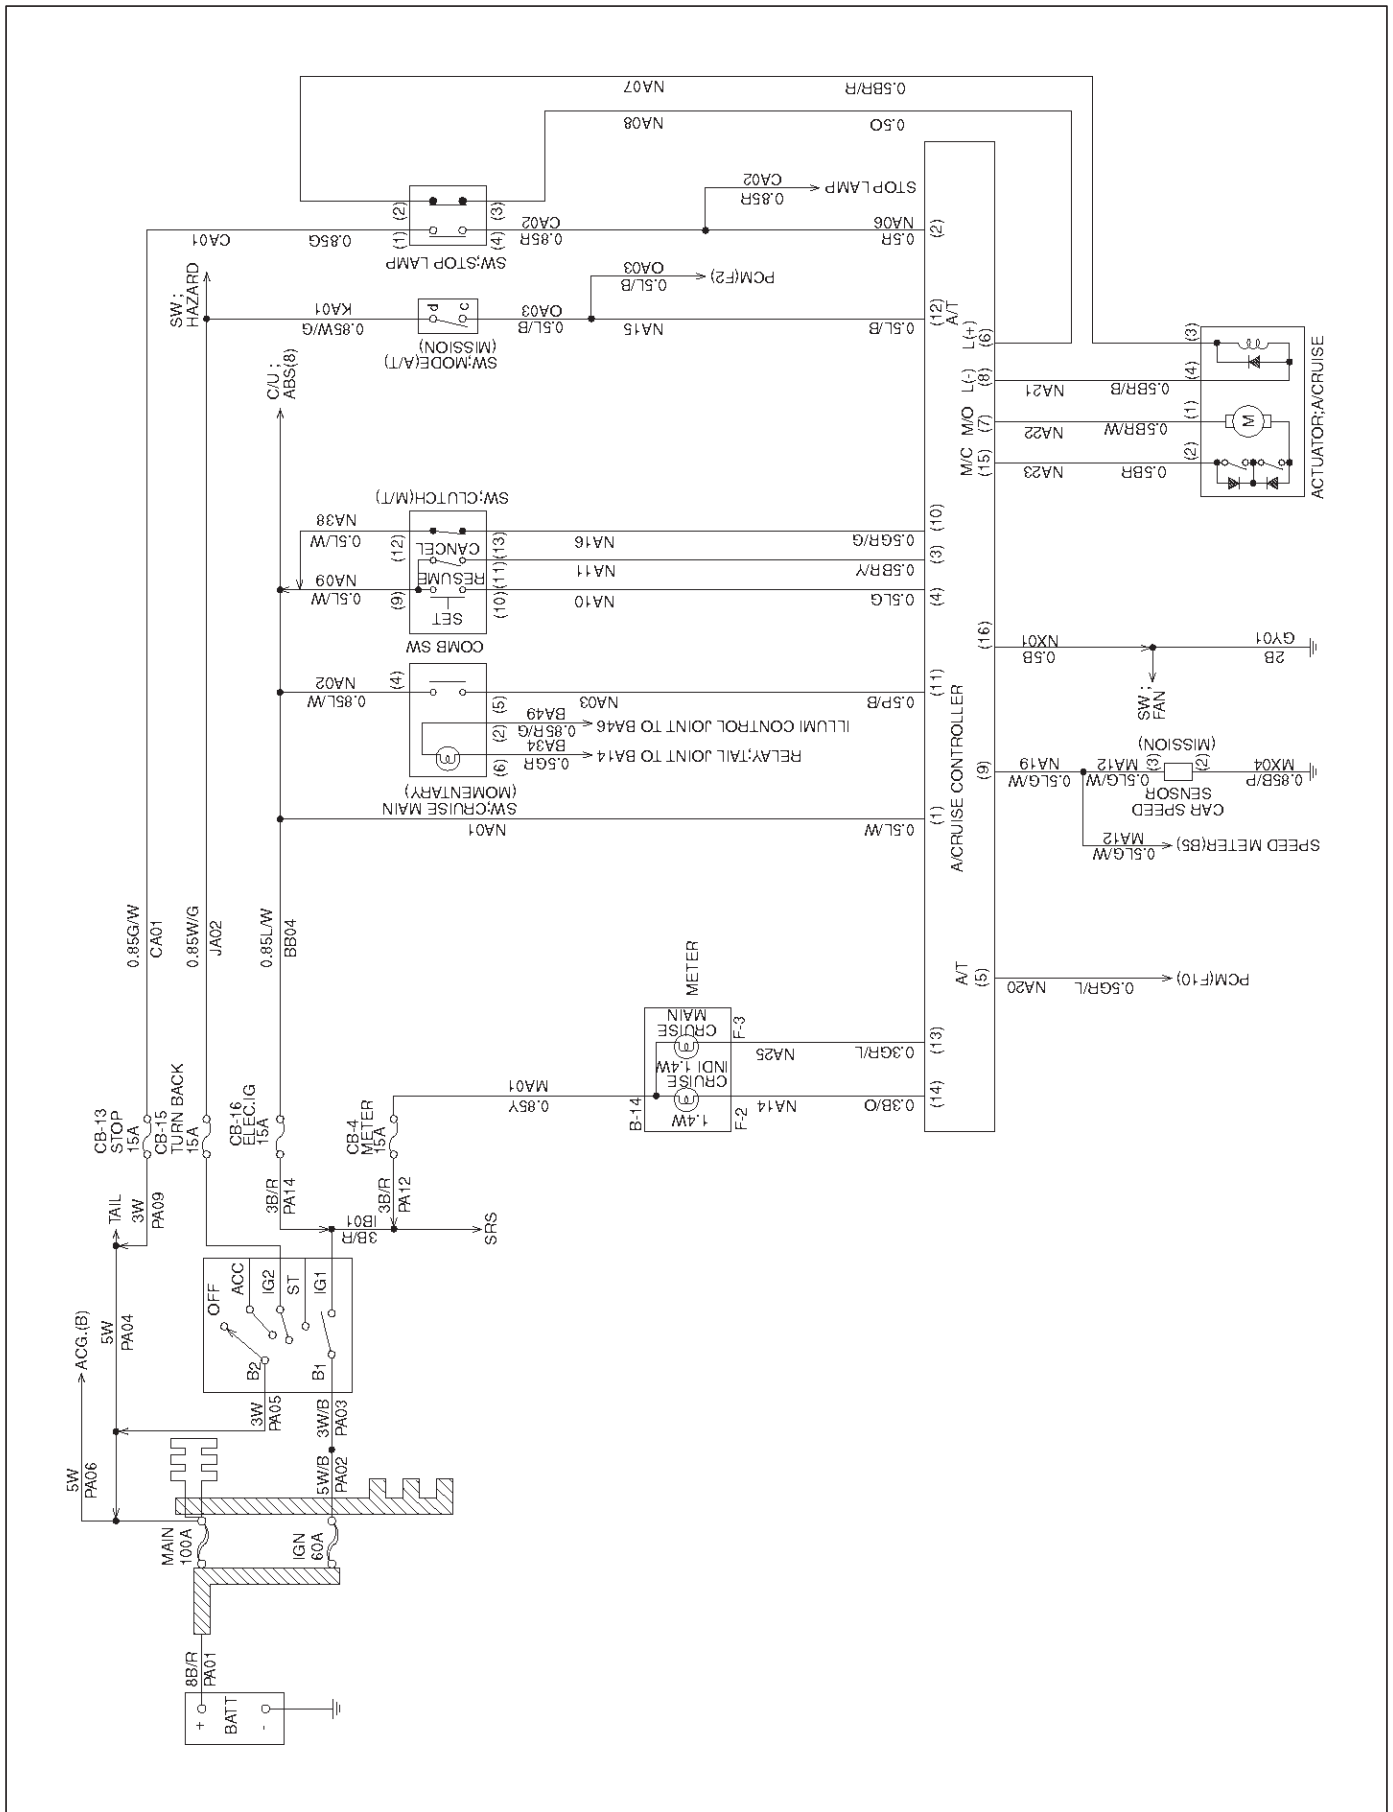 NA07
0.5BR/R
NA08
0.5O
CA02
0.85R
STOP LAMP
(2)
(3)
(1)
(4)
CA01
0.85G
CA02
0.85R
NA06
0.5R
(2)
SW;STOP LAMP
SW ;
HAZARD
OA03
0.5L/B
PCM(F2)
KA01
0.85W/G
d
c
OA03
0.5L/B
NA15
0.5L/B
(12)
A/T
SW;MODE(A/T)
(MISSION)
C/U ;
ABS(8)
L(+)
(6)
(3)
NA21
0.5BR/B
L(-)
(8)
(4)
NA22
0.5BR/W
M/O
(7)
(1)
M
NA23
0.5BR
M/C
(15)
(2)
ACTUATOR;A/CRUISE
SW;CLUTCH(M/T)
NA38
0.5L/W
(12)
(13)
CANCEL
NA16
0.5GR/G
(10)
RESUME
(11)
NA11
0.5BR/Y
(3)
NA09
0.5L/W
(9)
(10)
SET
NA10
0.5LG
(4)
COMB SW
(16)
NX01
0.5B
GY01
2B
SW ;
FAN
NA02
0.85L/W
(4)
(5)
NA03
0.5P/B
(11)
(2)
BA49
0.85R/G
ILLUMI CONTROL JOINT TO BA46
(6)
BA34
0.5GR
RELAY;TAIL JOINT TO BA14
SW;CRUISE MAIN
(MOMENTARY)
NA01
0.5L/W
(1)
A/CRUISE CONTROLLER
(9)
NA19
0.5LG/W
MA12
0.5LG/W
(3)
(2)
(MISSION)
CAR SPEED
SENSOR
MX04
0.85B/P
MA12
0.5LG/W
SPEED METER(B5)
0.85G/W
CA01
0.85W/G
JA02
0.85L/W
BB04
METER
A/T
(5)
NA20
0.5GR/L
PCM(F10)
CRUISE
MAIN
F-3
NA25
0.3GR/L
(13)
CRUISE
INDI 1.4W
1.4W
B-14
F-2
NA14
0.3B/O
(14)
MA01
0.85Y
CB-13
STOP
15A
CB-15
TURN BACK
15A
CB-16
ELEC.IG
15A
CB-4
METER
15A
TAIL
3W
PA09
3B/R
PA14
3B/R
PA12
IB01
3B/R
SRS
ACG.(B)
5W
PA04
OFF
ACC
IG2
ST
IG1
B2
B1
3W
PA05
3W/B
PA03
5W
PA06
5W/B
PA02
MAIN
100A
IGN
60A
8B/R
PA01
+
BATT
-